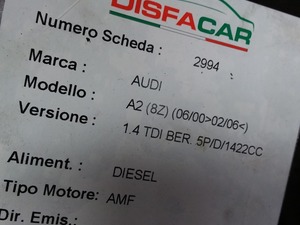 DISFACAR
Numero Scheda : 2994
Marca : AUDI
Modello : A2 (8Z) (06/00>02/06<)
Versione : 1.4 TDI BER. 5P/D/1422CC
Aliment. : DIESEL
Tipo Motore: AMF
Dir. Emis.: